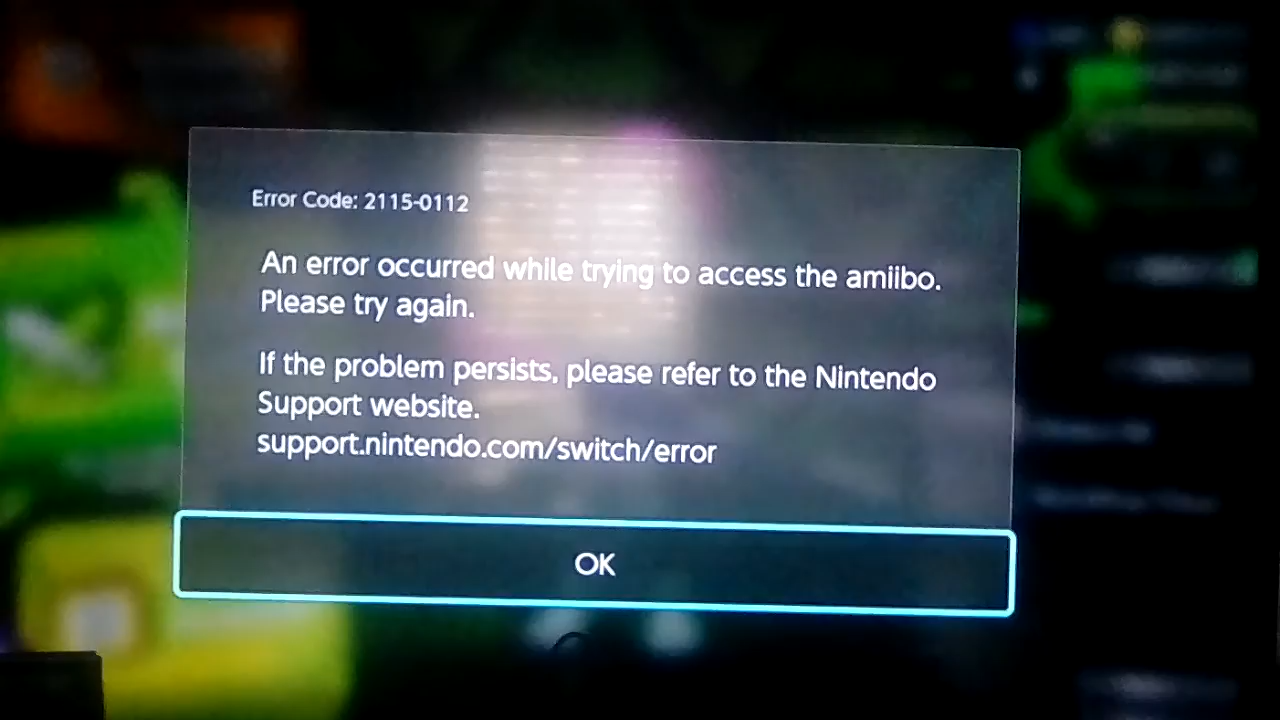 Error Code: 2115-0112
An error occurred while trying to access the amiibo.
Please try again.
If the problem persists, please refer to the Nintendo
Support website.
support.nintendo.com/switch/error
OK